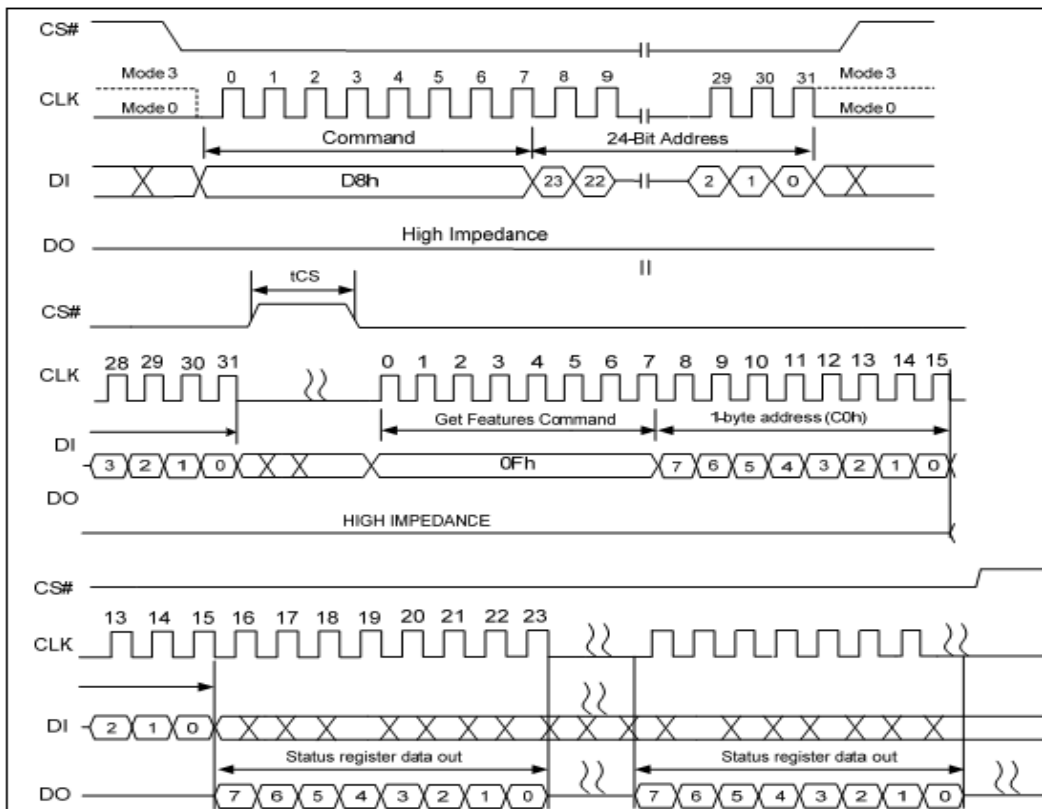 CS#
Mode 3 0 1 2 3 4 5 6 7 8 9 29 30 31 Mode 3
CLK
Mode 0 Mode 0
Command 24-Bit Address
DI D8h 23 22 2 1 0
High Impedance
DO
tCS
CS#
28 29 30 31 0 1 2 3 4 5 6 7 8 9 10 11 12 13 14 15
CLK
Get Features Command 1-byte address (C0h)
DI
3 2 1 0 0Fh 7 6 5 4 3 2 1 0
DO
HIGH IMPEDANCE
CS#
13 14 15 16 17 18 19 20 21 22 23
CLK
DI 2 1 0
Status register data out Status register data out
DO 7 6 5 4 3 2 1 0 7 6 5 4 3 2 1 0